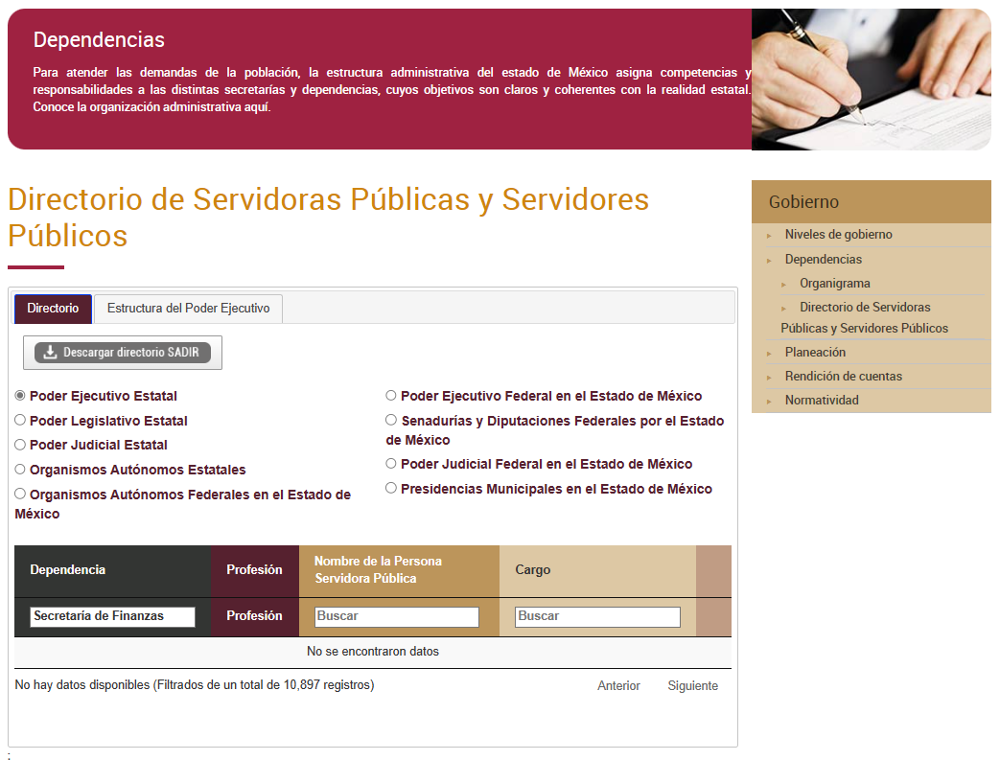 Dependencias
Para atender las demandas de la población, la estructura administrativa del estado de México asigna competencias y
responsabilidades a las distintas secretarías y dependencias, cuyos objetivos son claros y coherentes con la realidad estatal.
Conoce la organización administrativa aquí.
Directorio de Servidoras Públicas y Servidores
Públicos
Directorio
Estructura del Poder Ejecutivo
Descargar directorio SADIR
Poder Ejecutivo Estatal
Poder Legislativo Estatal
Poder Judicial Estatal
Organismos Autónomos Estatales
Organismos Autónomos Federales en el Estado de
México
Poder Ejecutivo Federal en el Estado de México
Senadurías y Diputaciones Federales por el Estado
de México
Poder Judicial Federal en el Estado de México
Presidencias Municipales en el Estado de México
Dependencia
Profesión
Nombre de la Persona
Servidora Pública
Cargo
Secretaría de Finanzas
Profesión
Buscar
Buscar
No se encontraron datos
No hay datos disponibles (Filtrados de un total de 10,897 registros)
Anterior
Siguiente
;
Gobierno
Niveles de gobierno
Dependencias
Organigrama
Directorio de Servidoras
Públicas y Servidores Públicos
Planeación
Rendición de cuentas
Normatividad